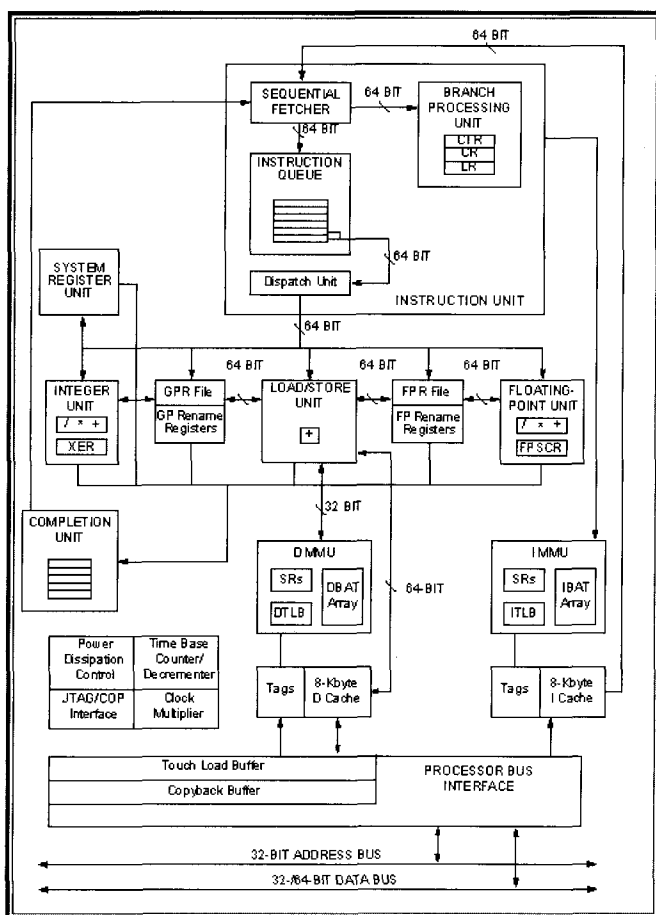 64 BIT
SEQUENTIAL
FETCHER
64 BIT
BRANCH
PROCESSING
UNIT
CTR
CR
LR
64 BIT
INSTRUCTION
QUEUE
64 BIT
Dispatch Unit
INSTRUCTION UNIT
SYSTEM
REGISTER
UNIT
64 BIT
64 BIT
64 BIT
64 BIT
64 BIT
INTEGER
UNIT
/ * +
XER
GPR File
GP Rename
Registers
LOAD/STORE
UNIT
+
FPR File
FP Rename
Registers
FLOATING-
POINT UNIT
/ * +
FPSCR
32 BIT
COMPLETION
UNIT
D MMU
SRs
DTLB
DBAT
Array
64-BIT
I MMU
SRs
ITLB
IBAT
Array
Power
Dissipation
Control
Time Base
Counter/
Decrementer
JTAG/COP
Interface
Clock
Multiplier
Tags
8-Kbyte
D Cache
Tags
8-Kbyte
I Cache
Touch Load Buffer
Copyback Buffer
PROCESSOR BUS
INTERFACE
32-BIT ADDRESS BUS
32-/64-BIT DATA BUS